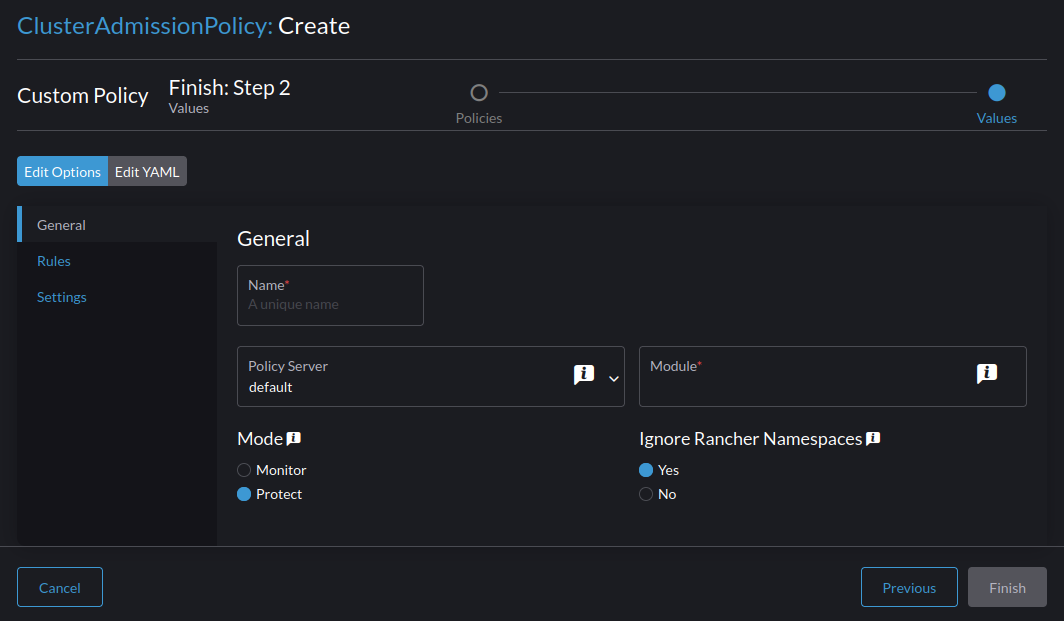 ClusterAdmissionPolicy: Create
Custom Policy
Finish: Step 2
Values
Policies
Values
Edit Options
Edit YAML
General
Rules
Settings
General
Name*
A unique name
Policy Server
default
Module*
Mode
Monitor
Protect
Ignore Rancher Namespaces
Yes
No
Cancel
Previous
Finish